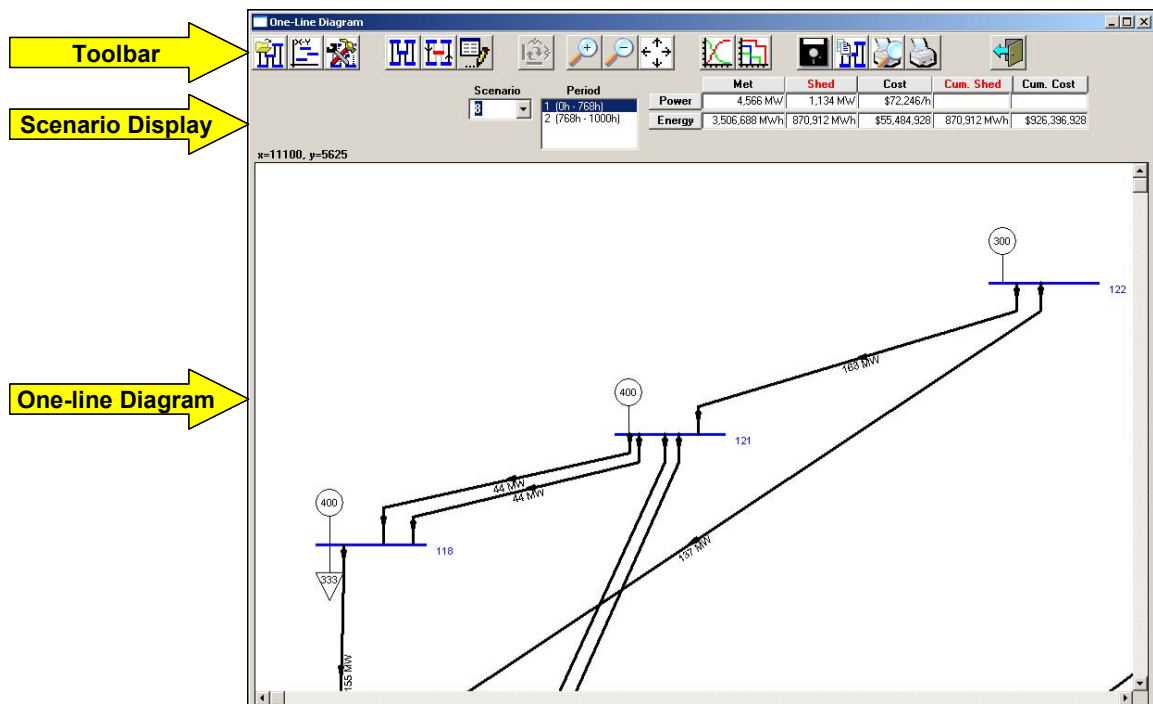 One-Line Diagram
Toolbar
X-Y
Scenario Display
Scenario
Period
3
1 (0h - 768h)
2 (768h - 1000h)
Met Shed Cost Cum. Shed Cum. Cost
Power 4,566 MW 1,134 MW $72,246/h
Energy 3,506,688 MWh 870,912 MWh $55,484,928 870,912 MWh $926,396,928
x=11100, y=5625
One-line Diagram
300
122
163 MW
400
121
44 MW
44 MW
400
118
137 MW
333
155 MW